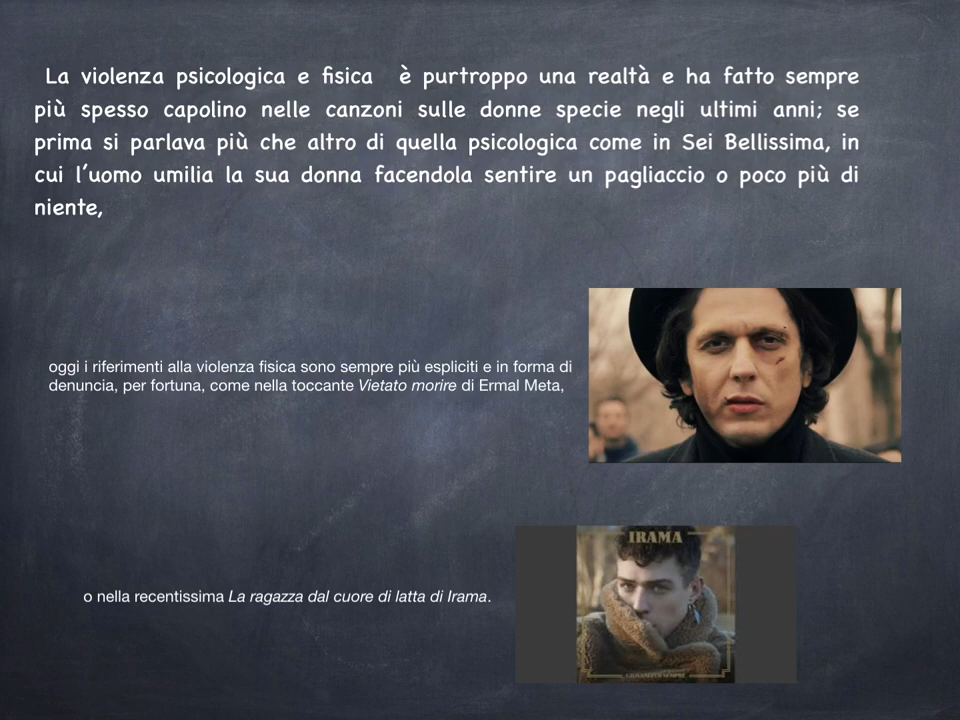 La violenza psicologica e fisica è purtroppo una realtà e ha fatto sempre
più spesso capolino nelle canzoni sulle donne specie negli ultimi anni; se
prima si parlava più che altro di quella psicologica come in Sei Bellissima, in
cui l'uomo umilia la sua donna facendola sentire un pagliaccio o poco più di
niente,
oggi i riferimenti alla violenza fisica sono sempre più espliciti e in forma di
denuncia, per fortuna, come nella toccante Vietato morire di Ermal Meta,
IRAMA
o nella recentissima La ragazza dal cuore di latta di Irama.
GIOVANI PER SEMPRE